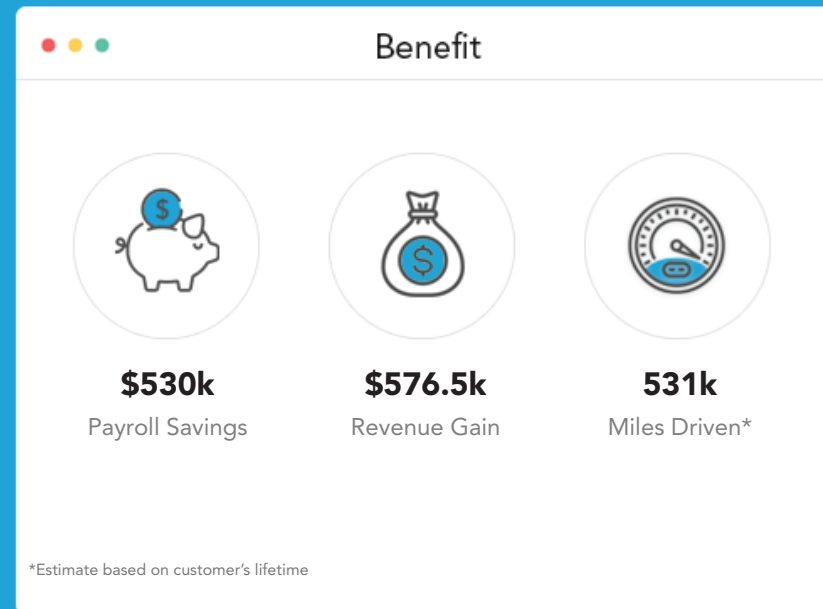 Benefit
$
$
$530k
$576.5k
531k
Payroll Savings
Revenue Gain
Miles Driven*
*Estimate based on customer’s lifetime